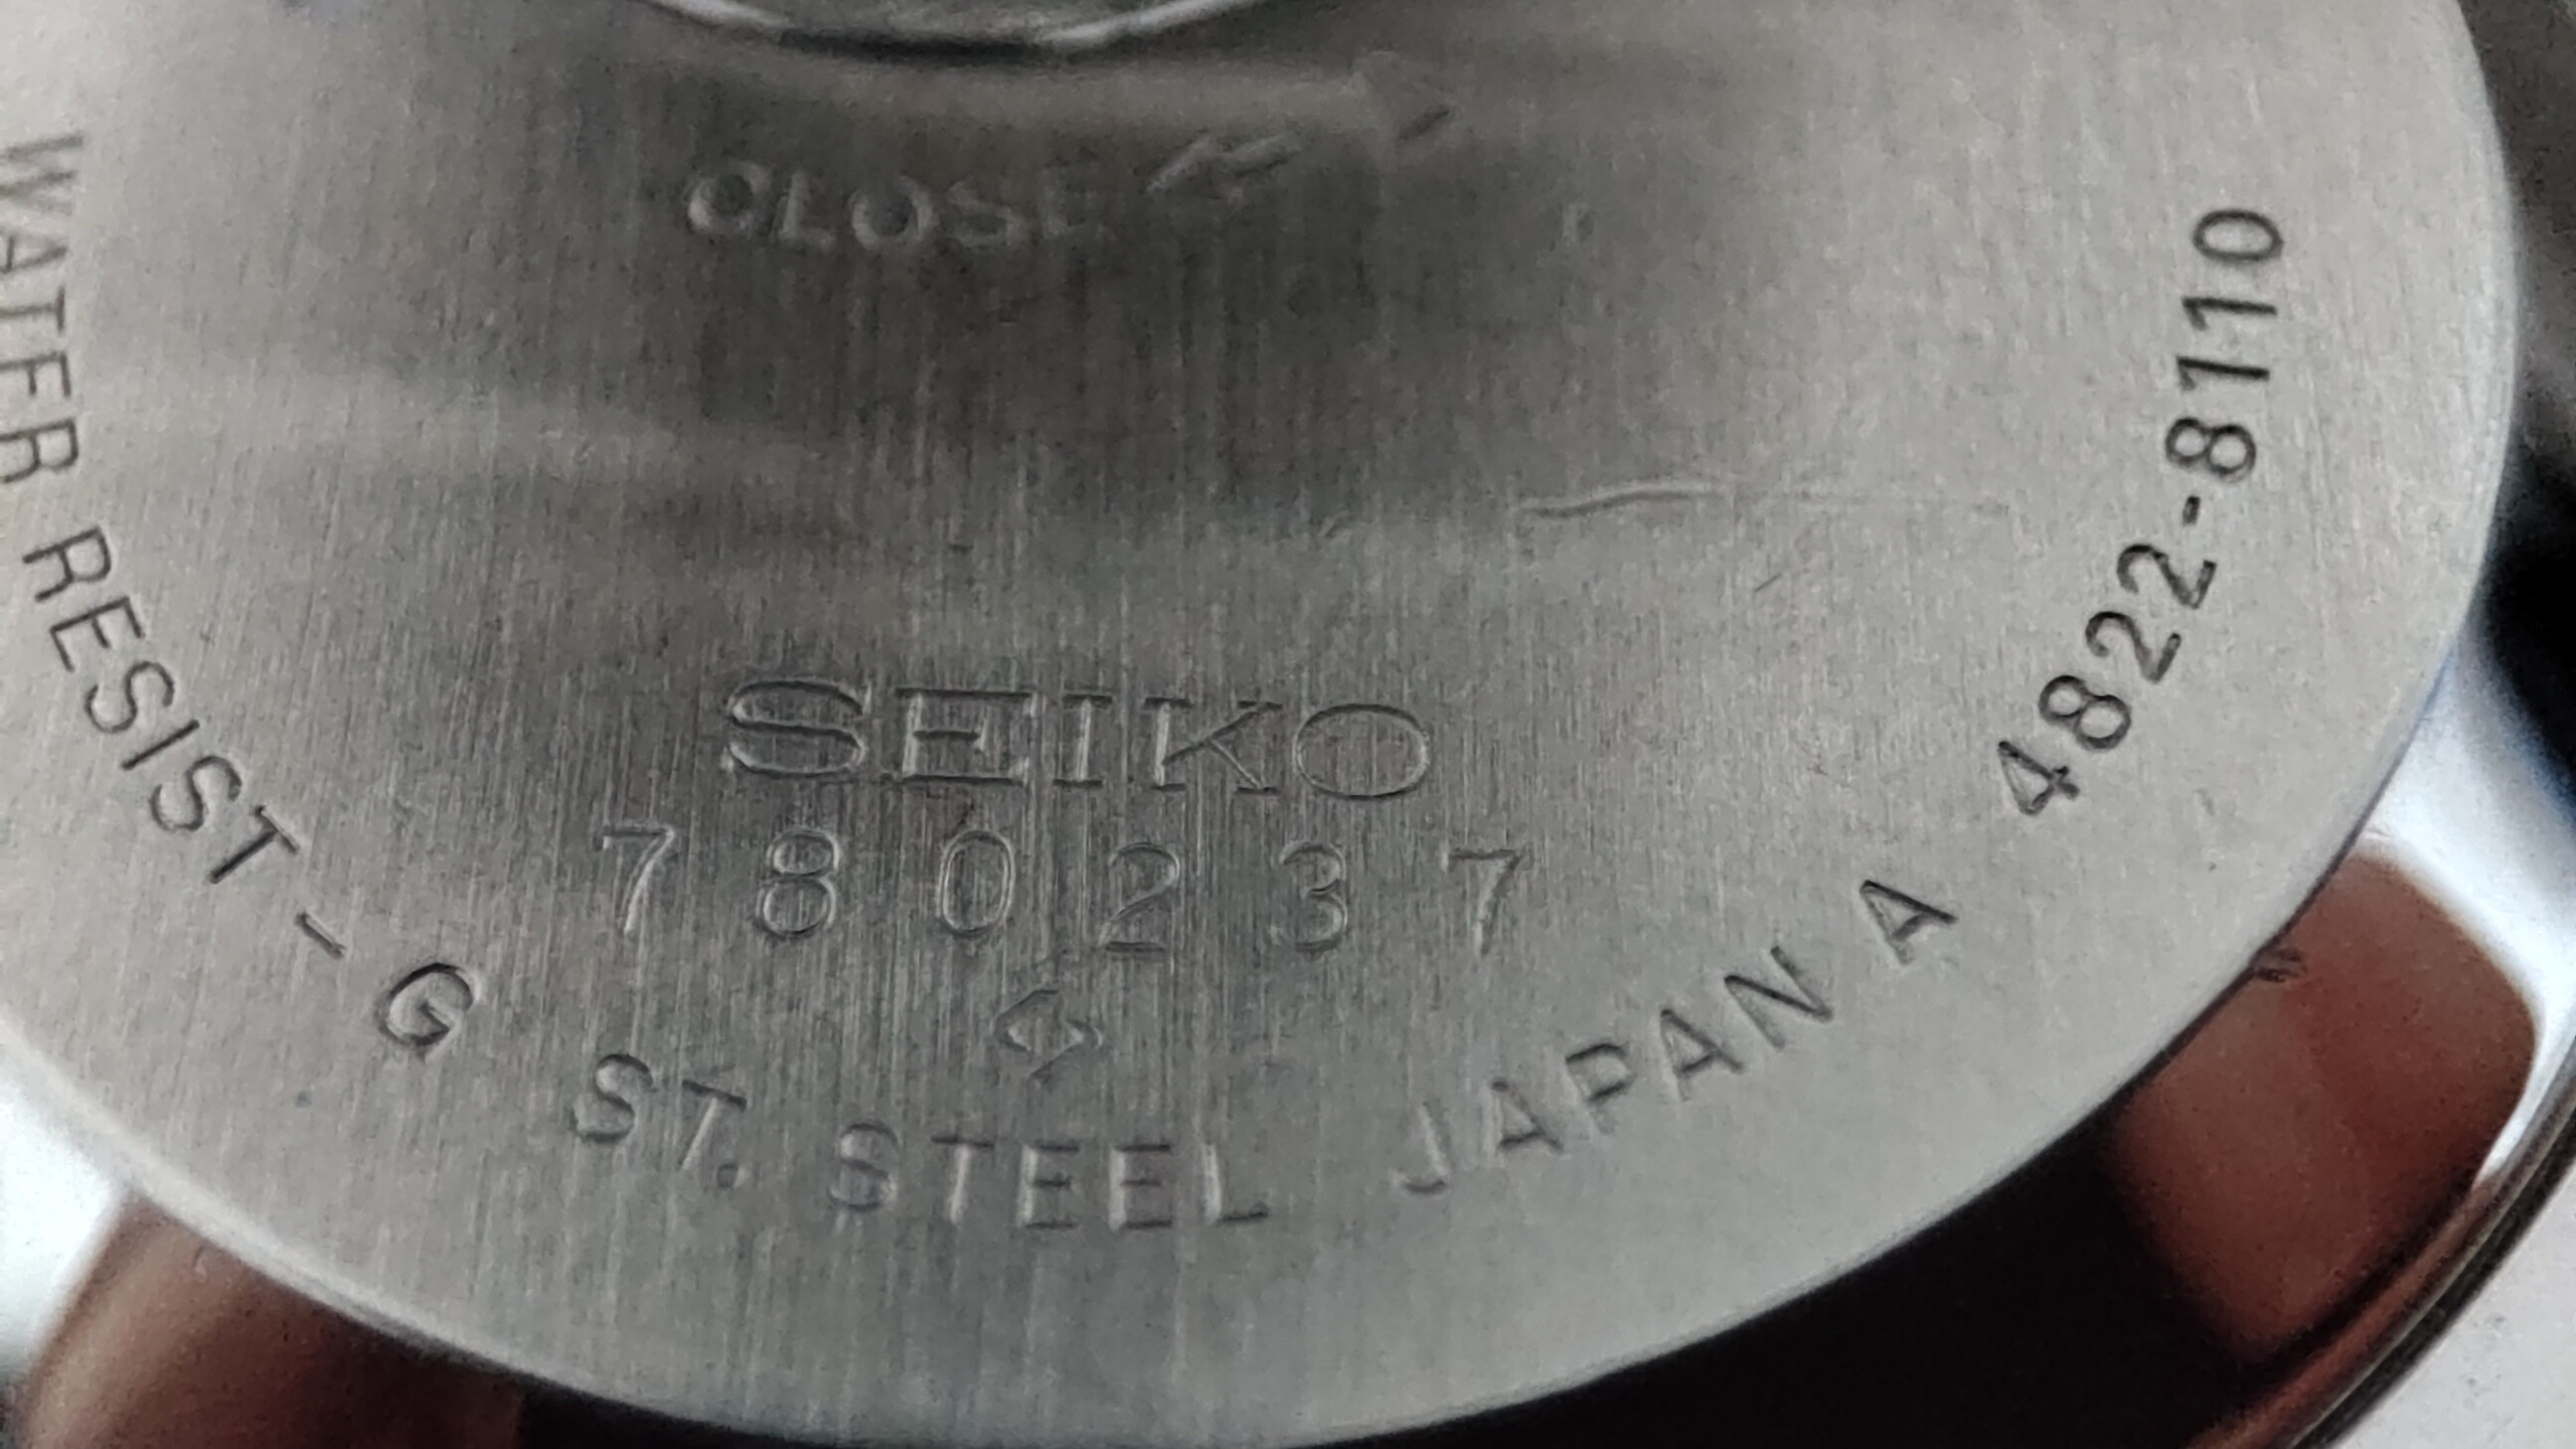 CLOSE
SEIKO
780237
WATER RESIST-G ST. STEEL JAPAN A 4822-8110